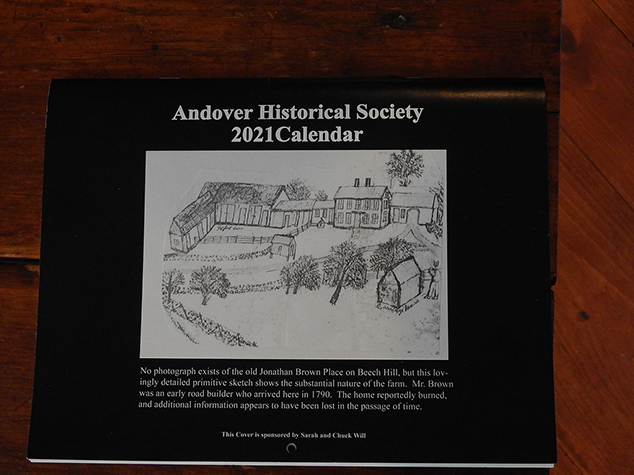 Andover Historical Society
2021Calendar
No photograph exists of the old Jonathan Brown Place on Beech Hill, but this lov-
ingly detailed primitive sketch shows the substantial nature of the farm. Mr. Brown
was an early road builder who arrived here in 1790. The home reportedly burned,
and additional information appears to have been lost in the passage of time.
This Cover is sponsored by Sarah and Chuck Will